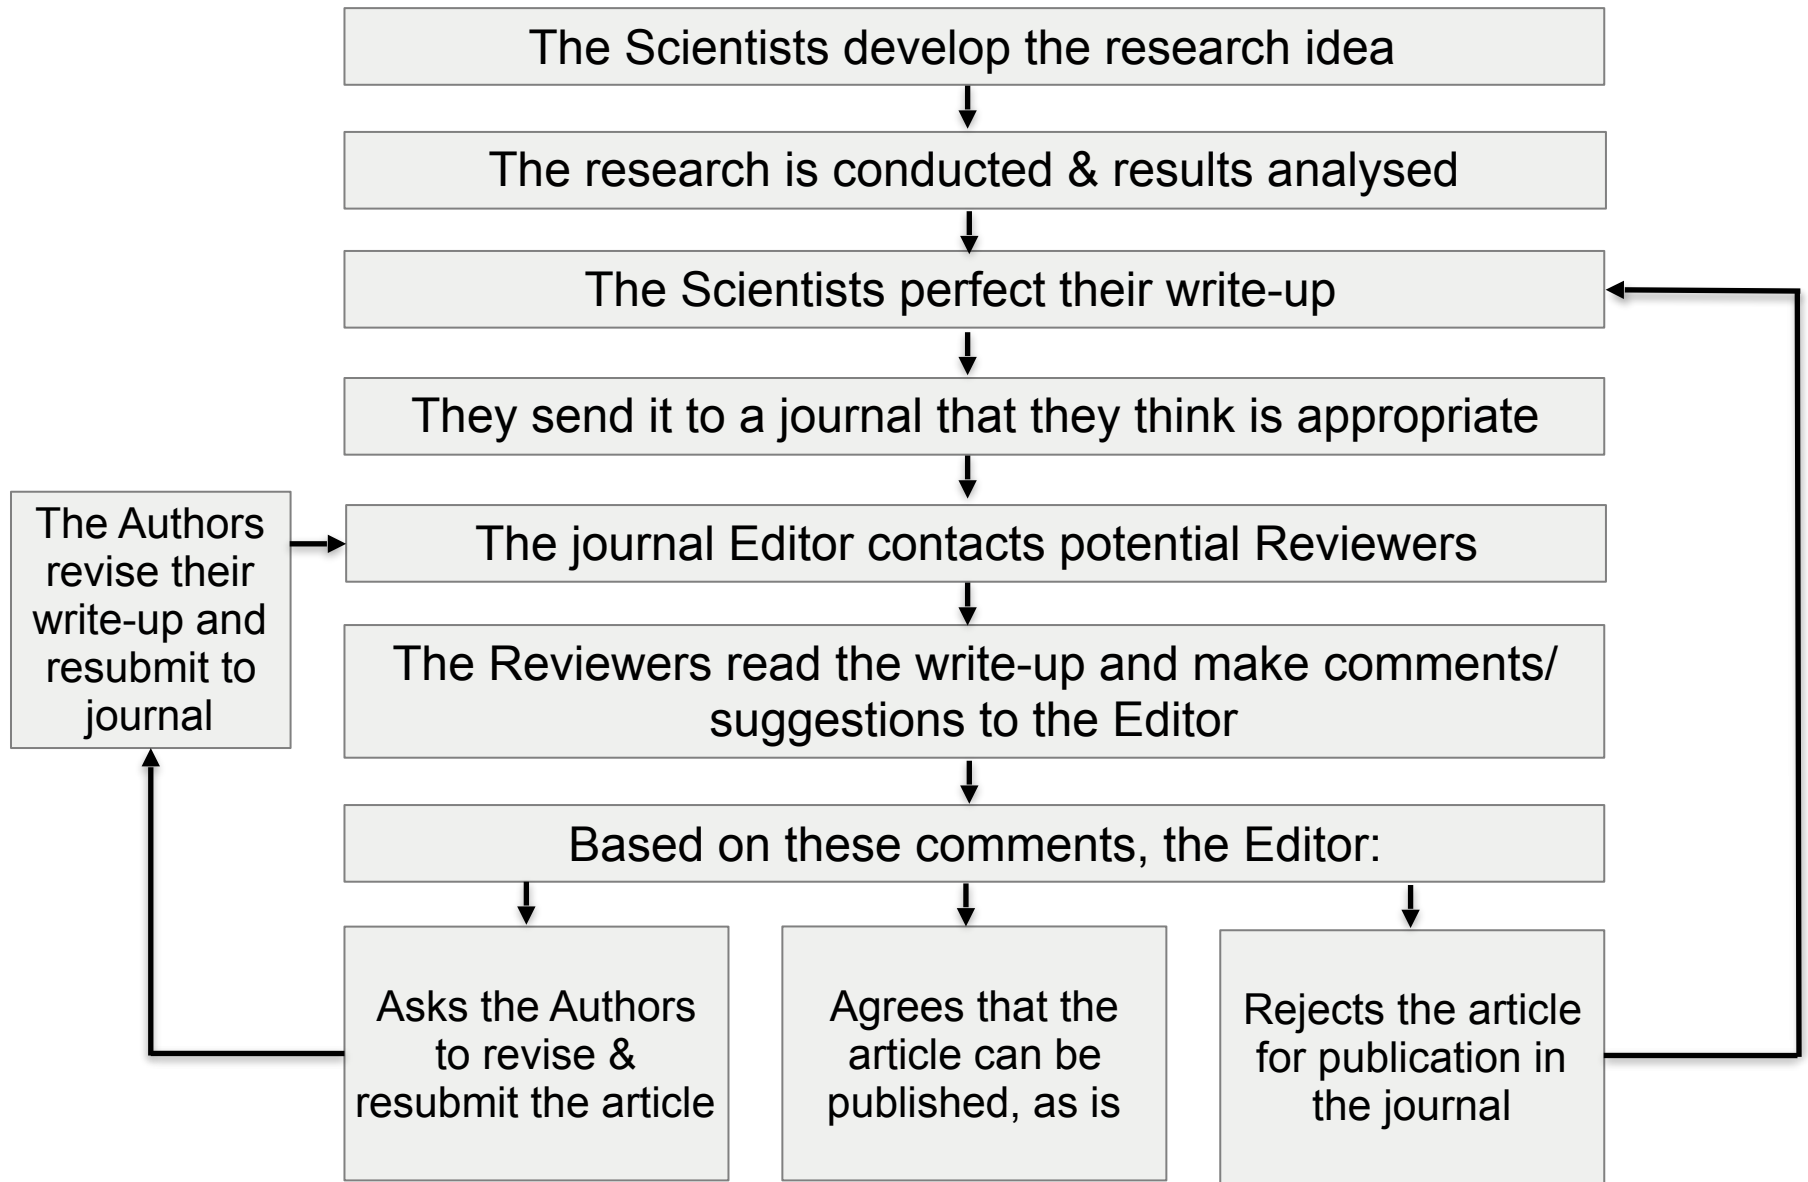 The Scientists develop the research idea
The research is conducted & results analysed
The Scientists perfect their write-up
They send it to a journal that they think is appropriate
The Authors
revise their
write-up and
resubmit to
journal
The journal Editor contacts potential Reviewers
The Reviewers read the write-up and make comments/
suggestions to the Editor
Based on these comments, the Editor:
Asks the Authors
to revise &
resubmit the article
Agrees that the
article can be
published, as is
Rejects the article
for publication in
the journal